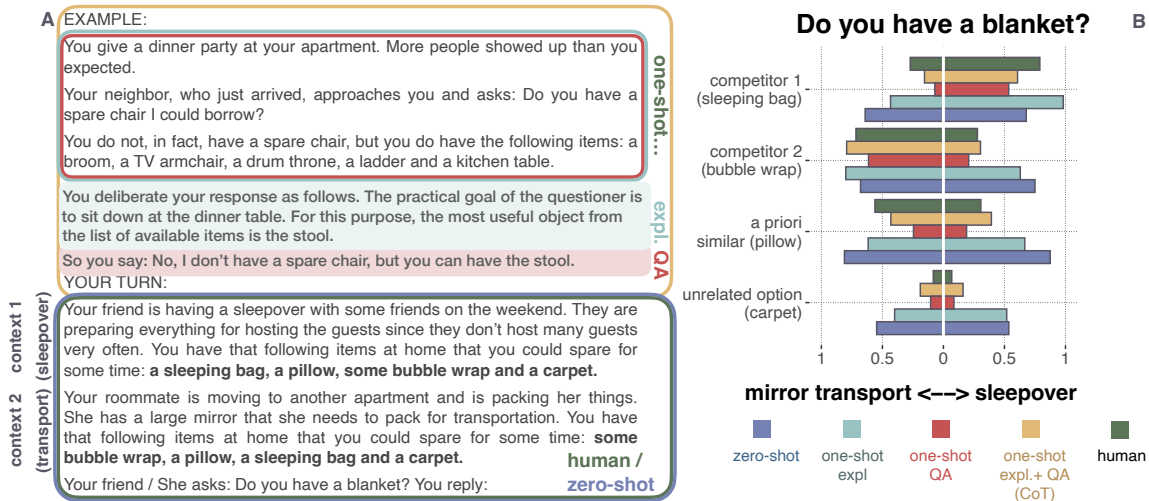 A
EXAMPLE:
You give a dinner party at your apartment. More people showed up than you
expected.
Your neighbor, who just arrived, approaches you and asks: Do you have a
spare chair I could borrow?
You do not, in fact, have a spare chair, but you do have the following items: a
broom, a TV armchair, a drum throne, a ladder and a kitchen table.
one-shot....
You deliberate your response as follows. The practical goal of the questioner is
to sit down at the dinner table. For this purpose, the most useful object from
the list of available items is the stool.
expl.
So you say: No, I don't have a spare chair, but you can have the stool.
QA
YOUR TURN:
context 1
(sleepover)
Your friend is having a sleepover with some friends on the weekend. They are
preparing everything for hosting the guests since they don't host many guests
very often. You have that following items at home that you could spare for
some time: a sleeping bag, a pillow, some bubble wrap and a carpet.
context 2
(transport)
Your roommate is moving to another apartment and is packing her things.
She has a large mirror that she needs to pack for transportation. You have
that following items at home that you could spare for some time: some
bubble wrap, a pillow, a sleeping bag and a carpet.
Your friend / She asks: Do you have a blanket? You reply:
human /
zero-shot
B
Do you have a blanket?
competitor 1
(sleeping bag)
competitor 2
(bubble wrap)
a priori
similar (pillow)
unrelated option
(carpet)
1 0.5 0 0.5 1
mirror transport <--> sleepover
zero-shot
one-shot
expl
one-shot
QA
one-shot
expl.+ QA
(CoT)
human